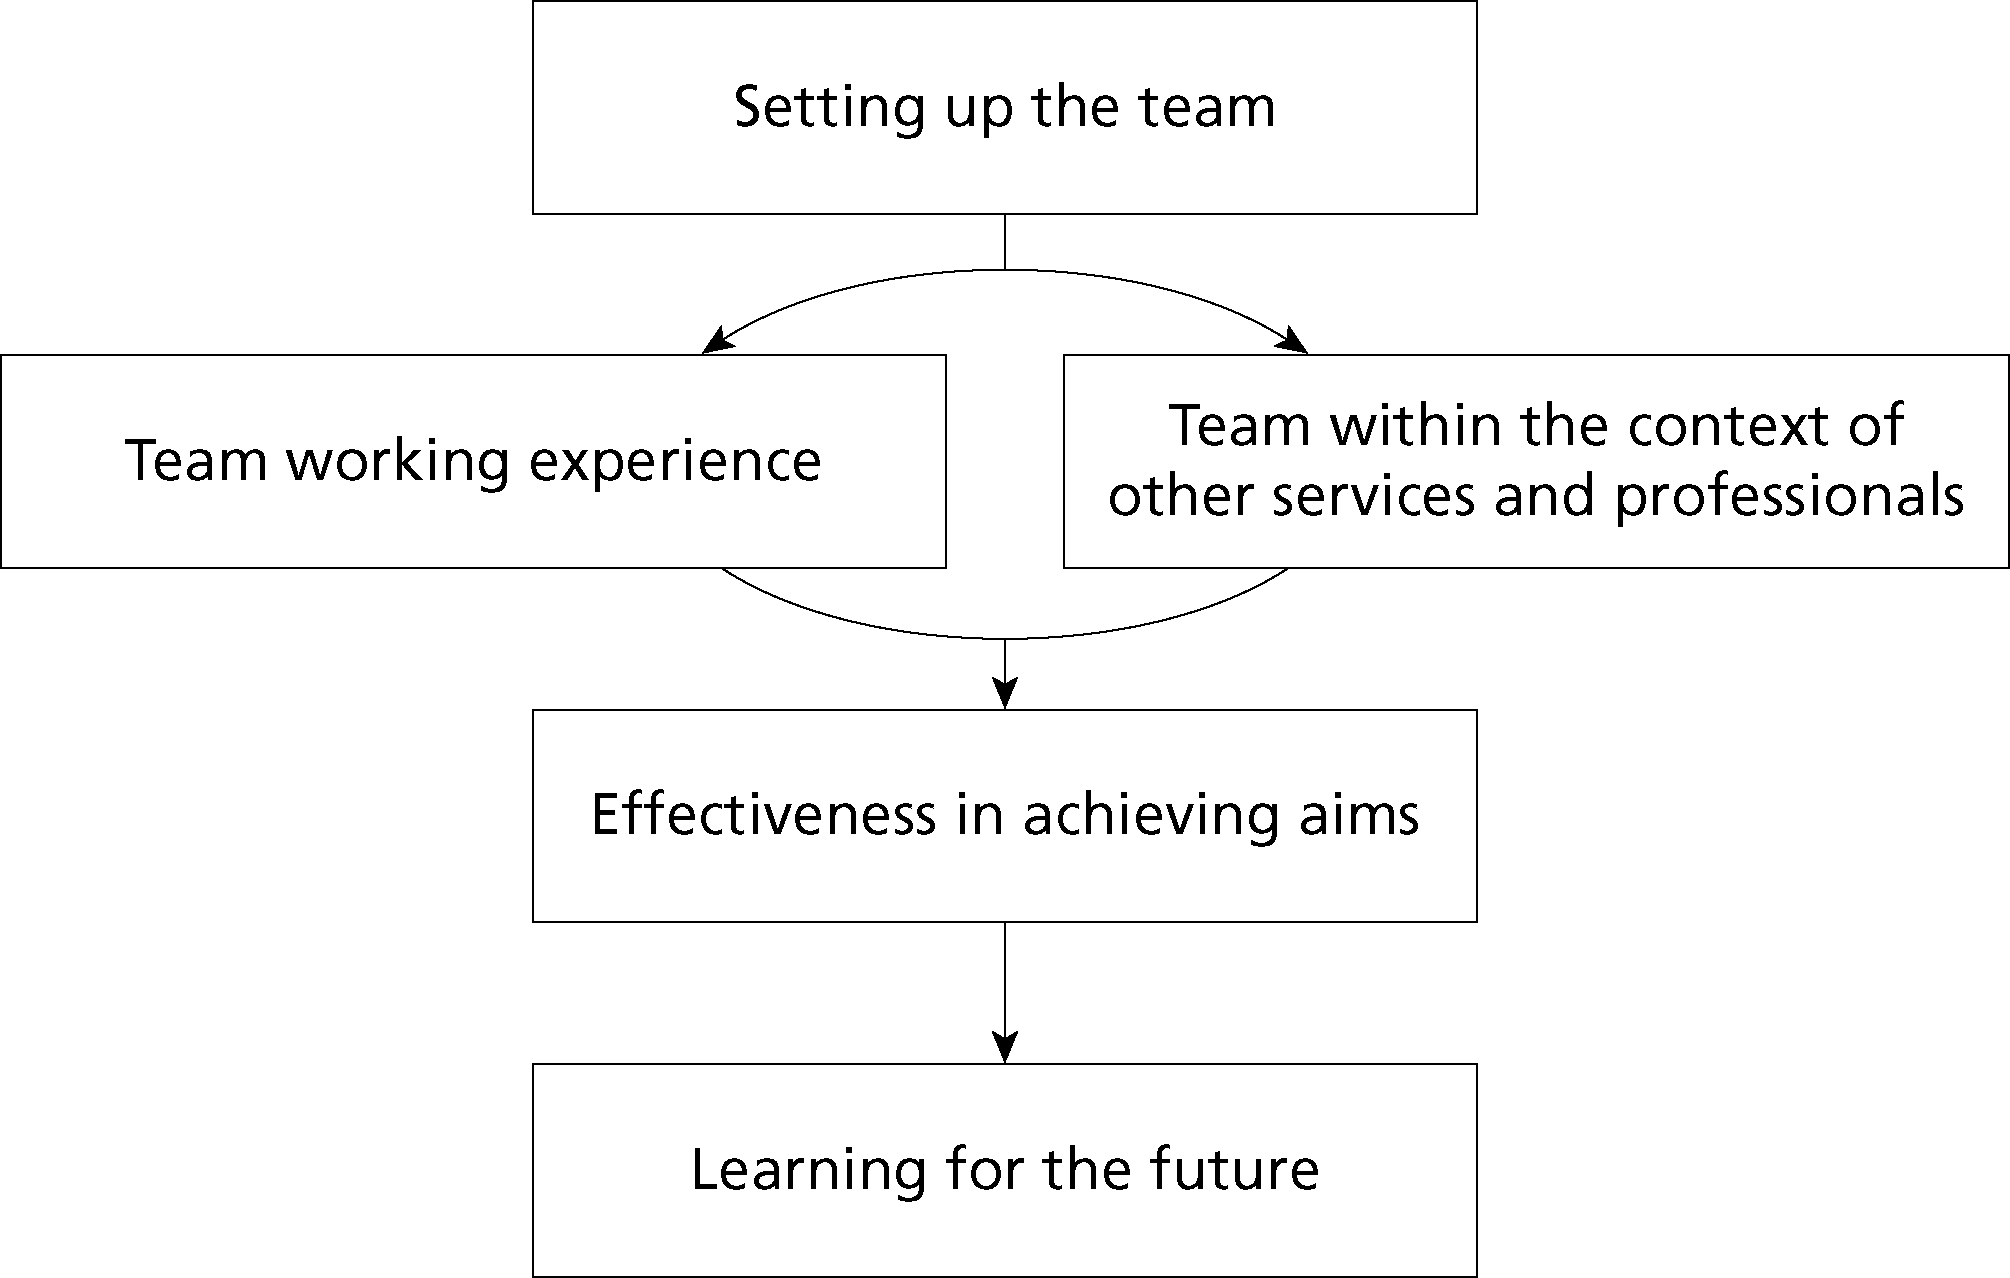 Setting up the team
Team working experience
Team within the context of
other services and professionals
Effectiveness in achieving aims
Learning for the future